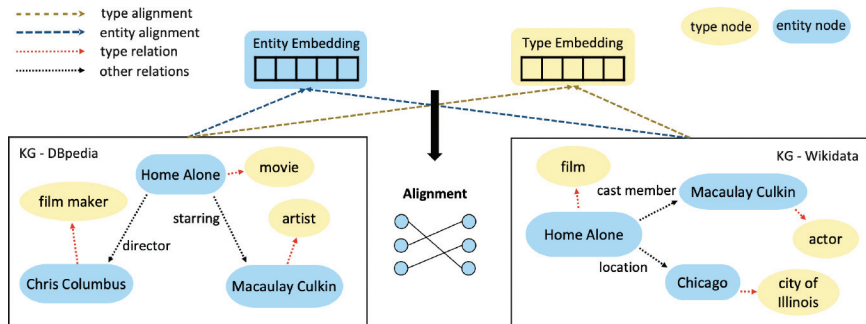 type alignment
entity alignment
type relation
other relations
Entity Embedding
Type Embedding
type node
entity node
KG - DBpedia
Home Alone
movie
film maker
starring
artist
director
Chris Columbus
Macaulay Culkin
Alignment
KG - Wikidata
film
cast member
Macaulay Culkin
Home Alone
actor
location
Chicago
city of
Illinois